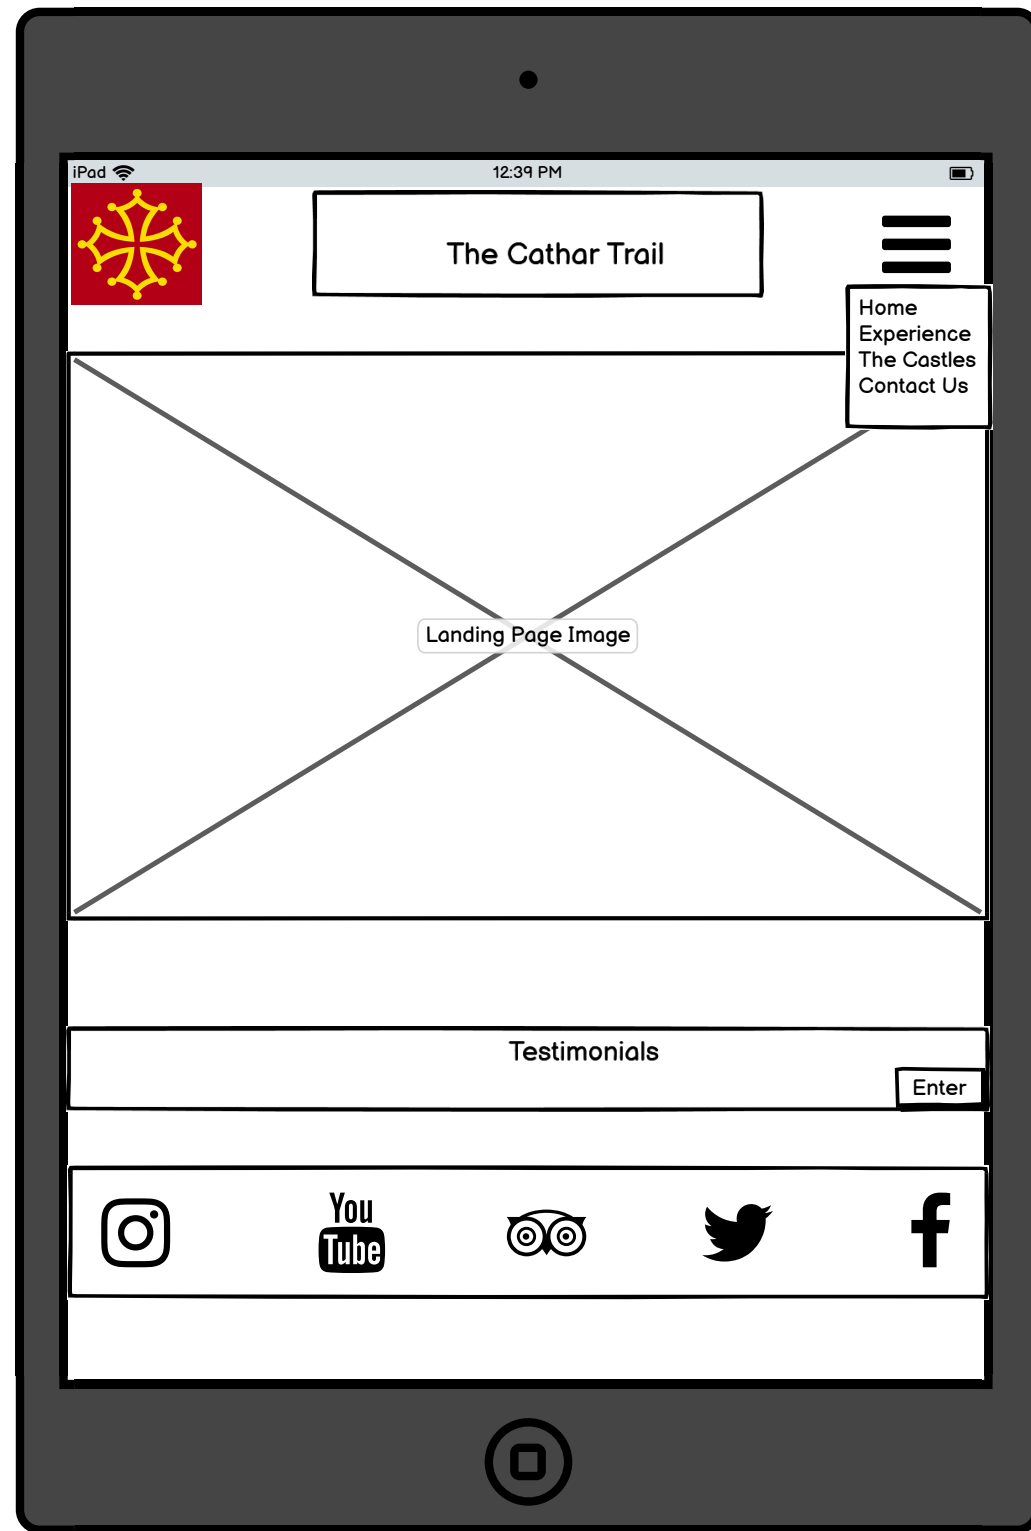 iPad
12:39 PM
The Cathar Trail
Home
Experience
The Castles
Contact Us
Landing Page Image
Testimonials
Enter
You
Tube